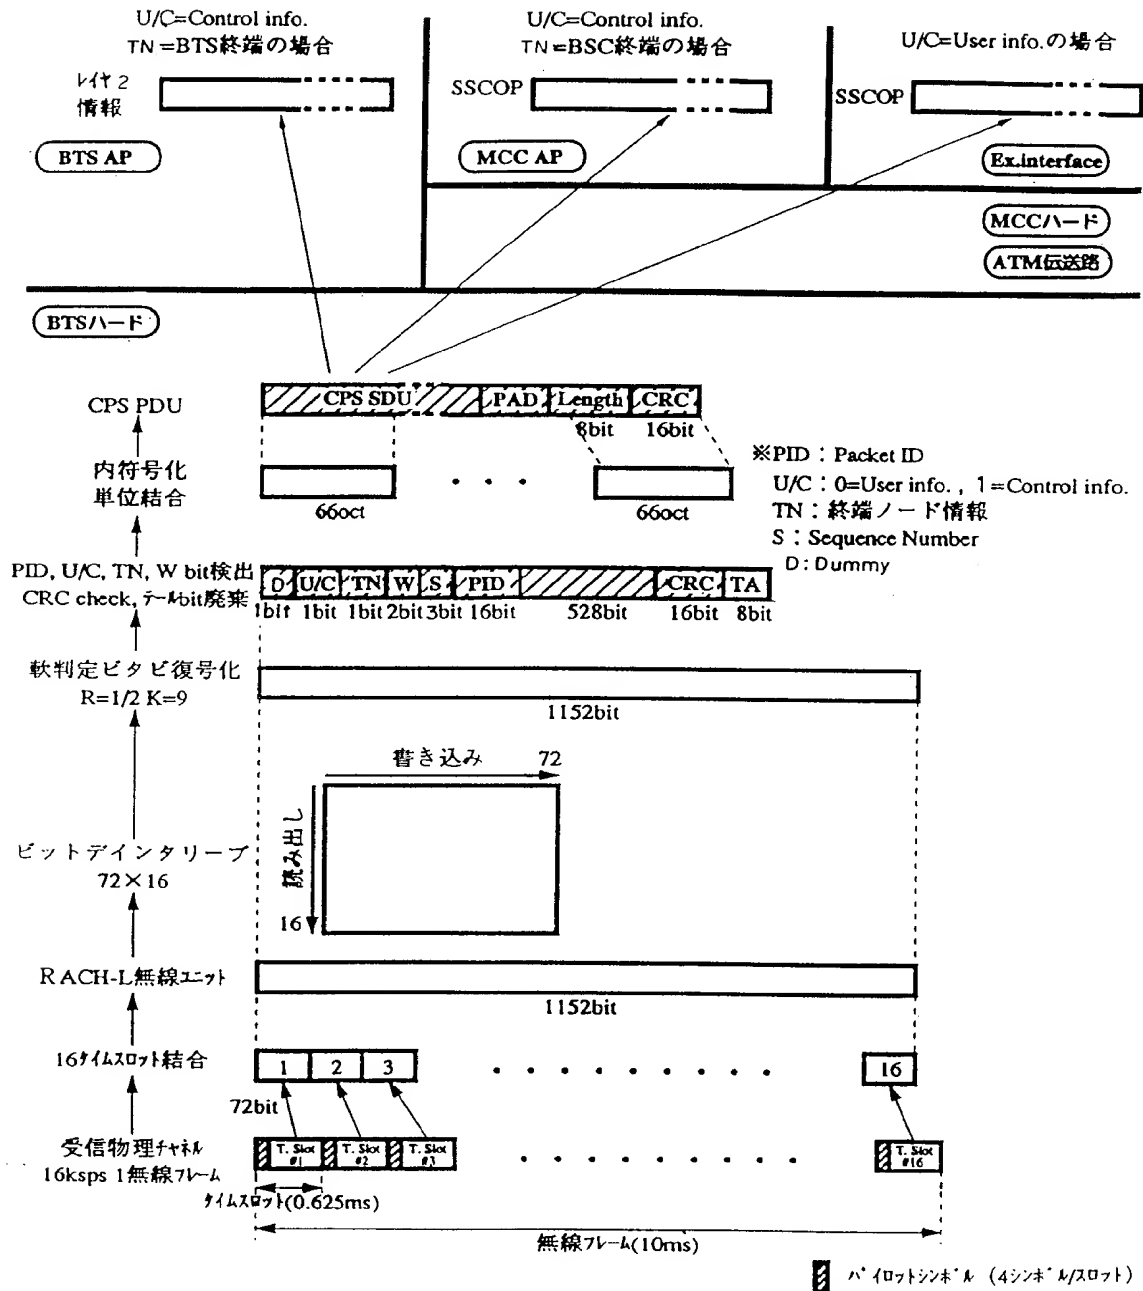 U/C=Control info.
TN=BTS終端の場合
U/C=Control info.
TN=BSC終端の場合
U/C=User info.の場合
レイヤ2
情報
SSCOP
SSCOP
BTS AP
MCC AP
Ex.interface
MCCハード
ATM伝送路
BTSハード
CPS PDU
CPS SDU
PAD
Length
CRC
8bit
16bit
内符号化
単位結合
66oct
・・・
66oct
※PID：Packet ID
U/C：0=User info. , 1=Control info.
TN：終端ノード情報
S：Sequence Number
D：Dummy
PID, U/C, TN, W bit検出
CRC check, テールbit廃棄
D
U/C
TN
W
S
PID
CRC
TA
1bit
1bit
1bit
2bit
3bit
16bit
528bit
16bit
8bit
軟判定ビタビ復号化
R=1/2 K=9
1152bit
書き込み
72
読み出し
16
ビットデインタリーブ
72×16
RACH-L無線ユニット
1152bit
16タイムスロット結合
1
2
3
・・・・・・・・・
16
72bit
受信物理チャネル
16ksps 1無線フレーム
T. Slot
#1
T. Slot
#2
T. Slot
#3
・・・・・・・・・
T. Slot
#16
タイムスロット(0.625ms)
無線フレーム(10ms)
パイロットシンボル (4シンボル/スロット)